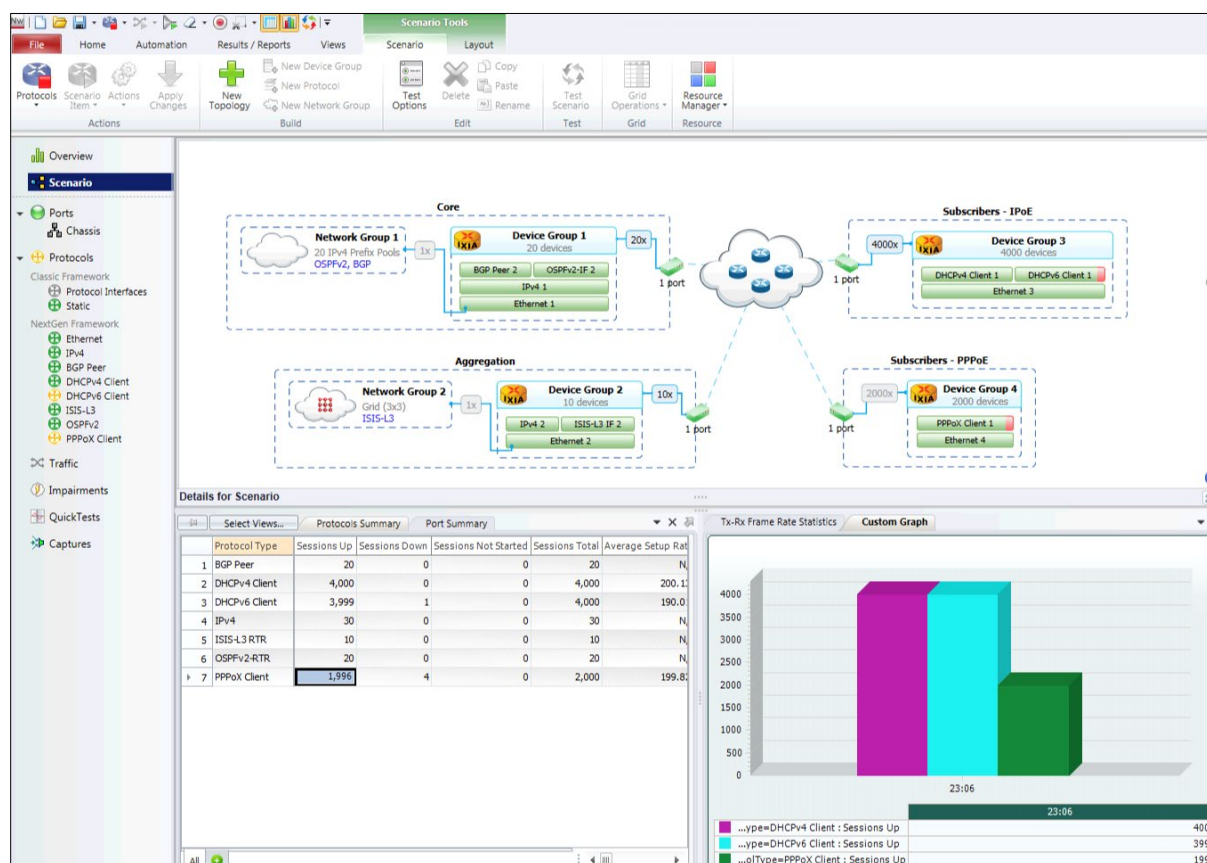 Scenario Tools
File Home Automation Results / Reports Views Scenario Layout
Protocols Scenario Item Actions Apply Changes
Actions
New Topology New Device Group
New Protocol
New Network Group
Build
Test Options Delete Copy
Paste
Rename
Edit
Test Scenario
Test
Grid Operations
Grid
Resource Manager
Resource
Overview
Scenario
Ports
Chassis
Protocols
Classic Framework
Protocol Interfaces
Static
NextGen Framework
Ethernet
IPv4
BGP Peer
DHCPv4 Client
DHCPv6 Client
ISIS-L3
OSPFv2
PPPoX Client
Traffic
Impairments
QuickTests
Captures
Core
Network Group 1
20 IPv4 Prefix Pools
OSPFv2, BGP
1x
IXIA
Device Group 1
20 devices
BGP Peer 2 OSPFv2-IF 2
IPv4 1
Ethernet 1
20x
1 port
Subscribers - IPoE
1 port
4000x
IXIA
Device Group 3
4000 devices
DHCPv4 Client 1 DHCPv6 Client 1
Ethernet 3
Aggregation
Network Group 2
Grid (3x3)
ISIS-L3
1x
IXIA
Device Group 2
10 devices
IPv4 2 ISIS-L3 IF 2
Ethernet 2
10x
1 port
Subscribers - PPPoE
1 port
2000x
IXIA
Device Group 4
2000 devices
PPPoX Client 1
Ethernet 4
Details for Scenario
Select Views... Protocols Summary Port Summary
Protocol Type Sessions Up Sessions Down Sessions Not Started Sessions Total Average Setup Rat
1 BGP Peer 20 0 0 20 N
2 DHCPv4 Client 4,000 0 0 4,000 200.1
3 DHCPv6 Client 3,999 1 0 4,000 190.0
4 IPv4 30 0 0 30 N
5 ISIS-L3 RTR 10 0 0 10 N
6 OSPFv2-RTR 20 0 0 20 N
7 PPPoX Client 1,996 4 0 2,000 199.8
All
Tx-Rx Frame Rate Statistics Custom Graph
4000
3500
3000
2500
2000
1500
1000
500
0
23:06
23:06
...ype=DHCPv4 Client : Sessions Up 400
...ype=DHCPv6 Client : Sessions Up 399
...olType=PPPoX Client : Sessions Up 199